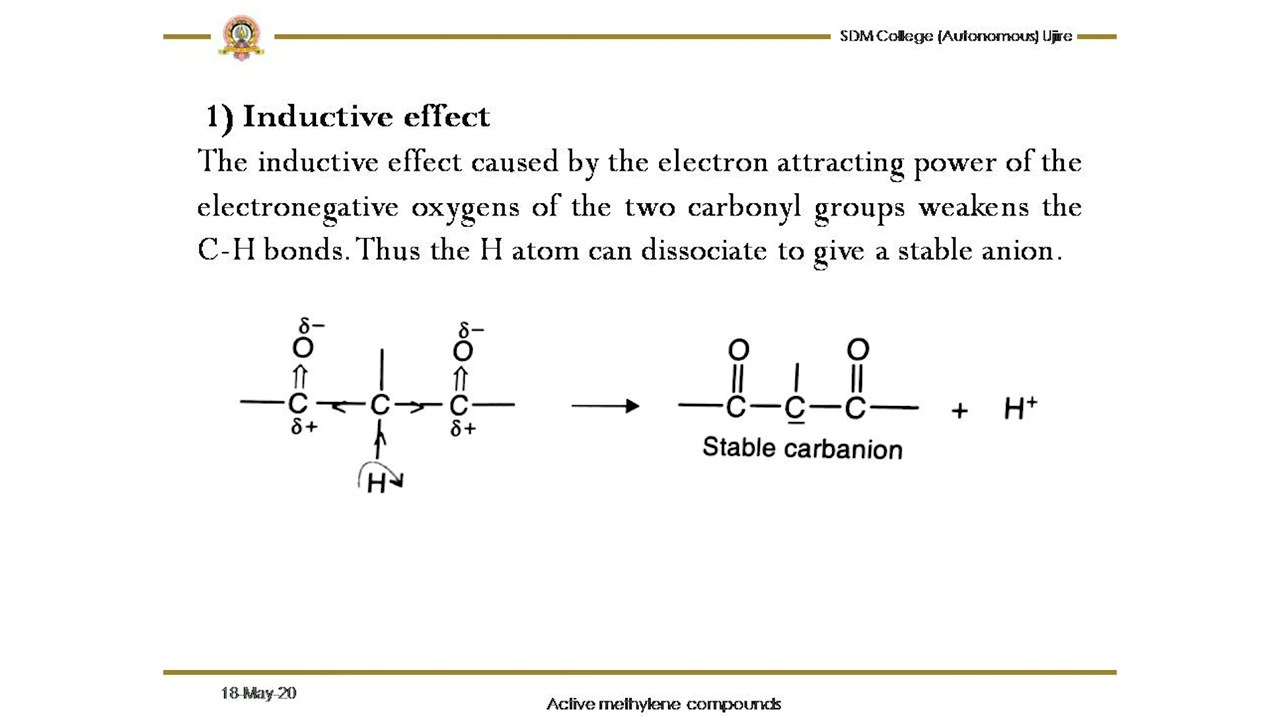 SDM College (Autonomous) Ujire
1) Inductive effect
The inductive effect caused by the electron attracting power of the
electronegative oxygens of the two carbonyl groups weakens the
C-H bonds. Thus the H atom can dissociate to give a stable anion.
δ− δ−
O O O O
C C C C C C + H⁺
δ+ δ+
Stable carbanion
H
18-May-20
Active methylene compounds